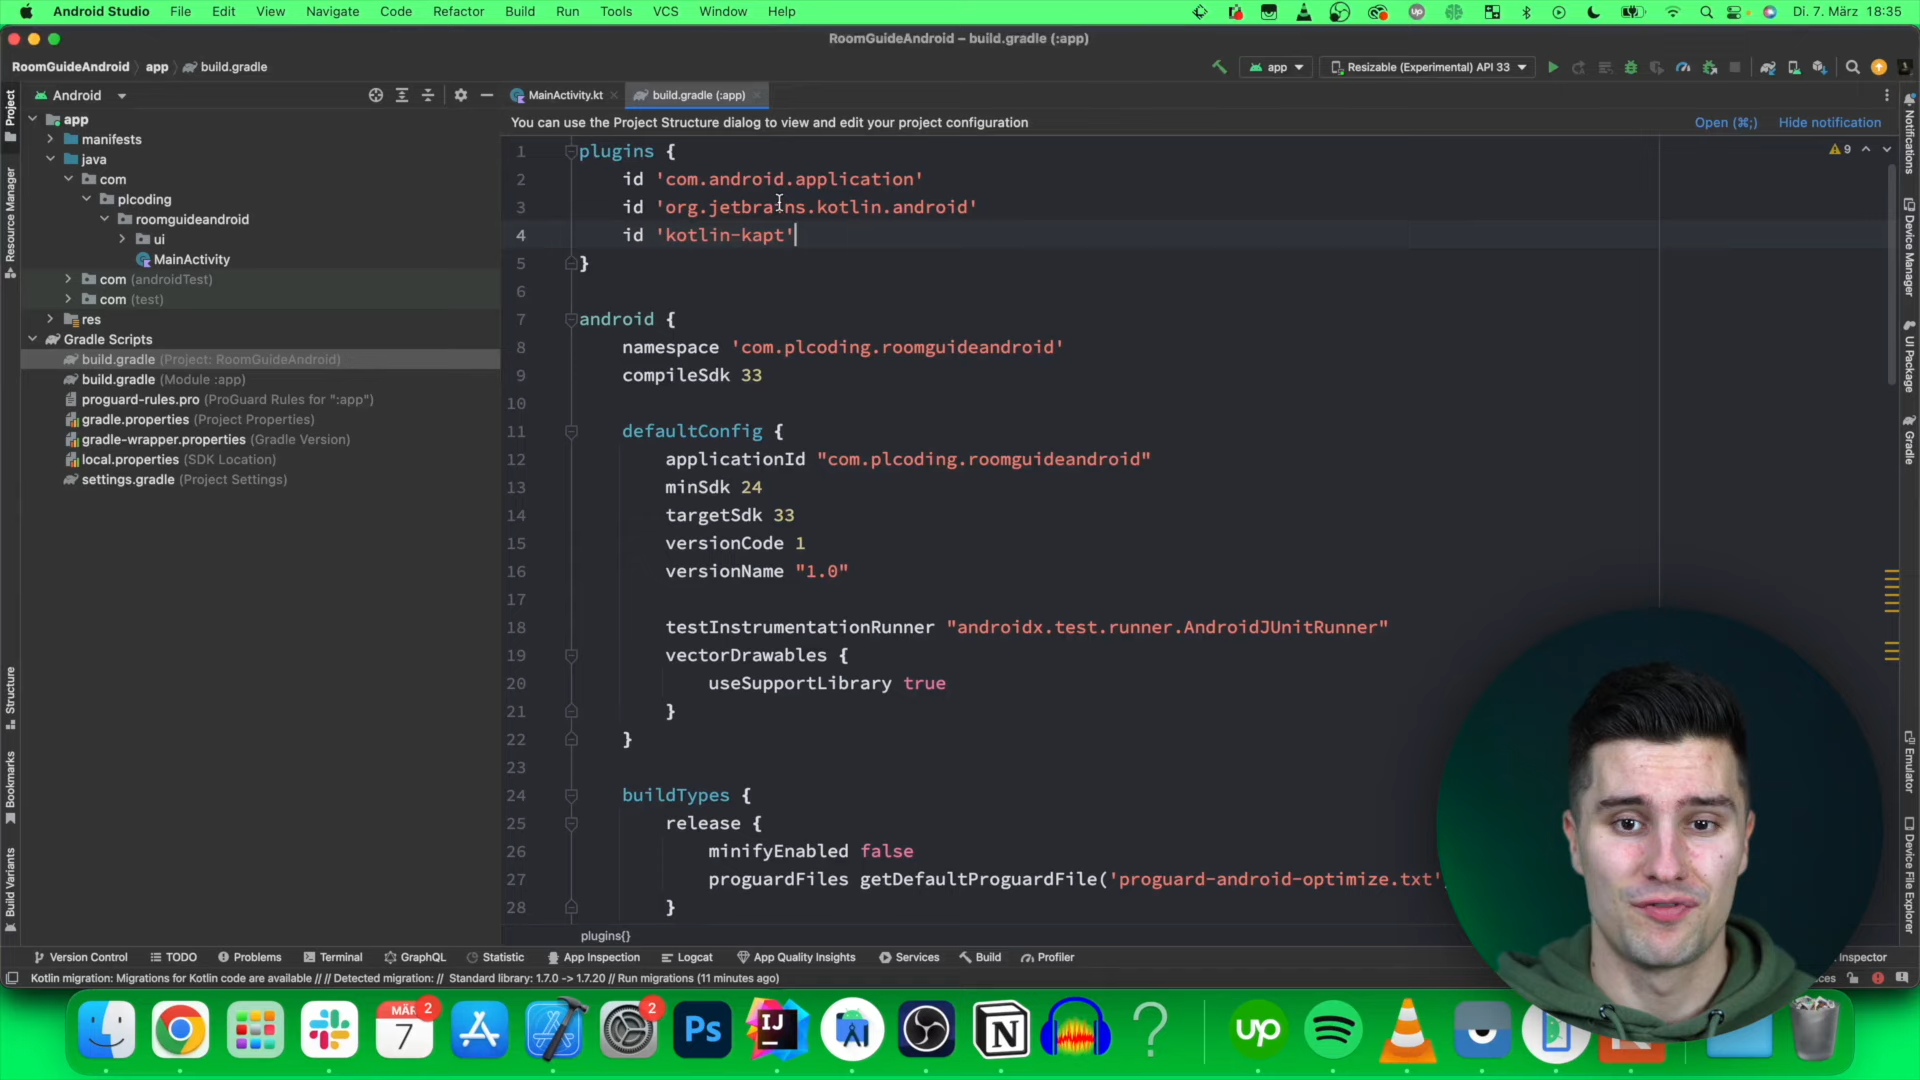 Android Studio File Edit View Navigate Code Refactor Build Run Tools VCS Window Help Di. 7. März 18:35
RoomGuideAndroid – build.gradle (:app)
RoomGuideAndroid app build.gradle
app Resizable (Experimental) API 33
Android
MainActivity.kt build.gradle (:app)
You can use the Project Structure dialog to view and edit your project configuration Open (⌘;) Hide notification
Project
Resource Manager
Structure
Bookmarks
Build Variants
app
manifests
java
com
plcoding
roomguideandroid
ui
MainActivity
com (androidTest)
com (test)
res
Gradle Scripts
build.gradle (Project: RoomGuideAndroid)
build.gradle (Module :app)
proguard-rules.pro (ProGuard Rules for ":app")
gradle.properties (Project Properties)
gradle-wrapper.properties (Gradle Version)
local.properties (SDK Location)
settings.gradle (Project Settings)
9
1 plugins {
2 id 'com.android.application'
3 id 'org.jetbrains.kotlin.android'
4 id 'kotlin-kapt'
5 }
6
7 android {
8 namespace 'com.plcoding.roomguideandroid'
9 compileSdk 33
10
11 defaultConfig {
12 applicationId "com.plcoding.roomguideandroid"
13 minSdk 24
14 targetSdk 33
15 versionCode 1
16 versionName "1.0"
17
18 testInstrumentationRunner "androidx.test.runner.AndroidJUnitRunner"
19 vectorDrawables {
20 useSupportLibrary true
21 }
22 }
23
24 buildTypes {
25 release {
26 minifyEnabled false
27 proguardFiles getDefaultProguardFile('proguard-android-optimize.txt'
28 }
plugins{}
Notifications
Device Manager
UI Package
Gradle
Emulator
Device File Explorer
Version Control TODO Problems Terminal GraphQL Statistic App Inspection Logcat App Quality Insights Services Build Profiler Inspector
Kotlin migration: Migrations for Kotlin code are available // // Detected migration: // Standard library: 1.7.0 -> 1.7.20 // Run migrations (11 minutes ago)
MÄRZ 2
7
2
Ps
IJ
up